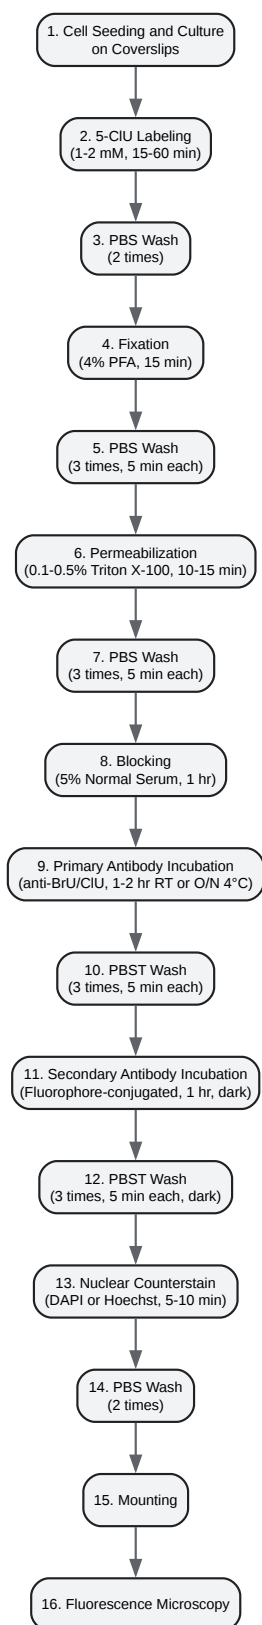 1. Cell Seeding and Culture
on Coverslips
2. 5-ClU Labeling
(1-2 mM, 15-60 min)
3. PBS Wash
(2 times)
4. Fixation
(4% PFA, 15 min)
5. PBS Wash
(3 times, 5 min each)
6. Permeabilization
(0.1-0.5% Triton X-100, 10-15 min)
7. PBS Wash
(3 times, 5 min each)
8. Blocking
(5% Normal Serum, 1 hr)
9. Primary Antibody Incubation
(anti-BrU/ClU, 1-2 hr RT or O/N 4°C)
10. PBST Wash
(3 times, 5 min each)
11. Secondary Antibody Incubation
(Fluorophore-conjugated, 1 hr, dark)
12. PBST Wash
(3 times, 5 min each, dark)
13. Nuclear Counterstain
(DAPI or Hoechst, 5-10 min)
14. PBS Wash
(2 times)
15. Mounting
16. Fluorescence Microscopy